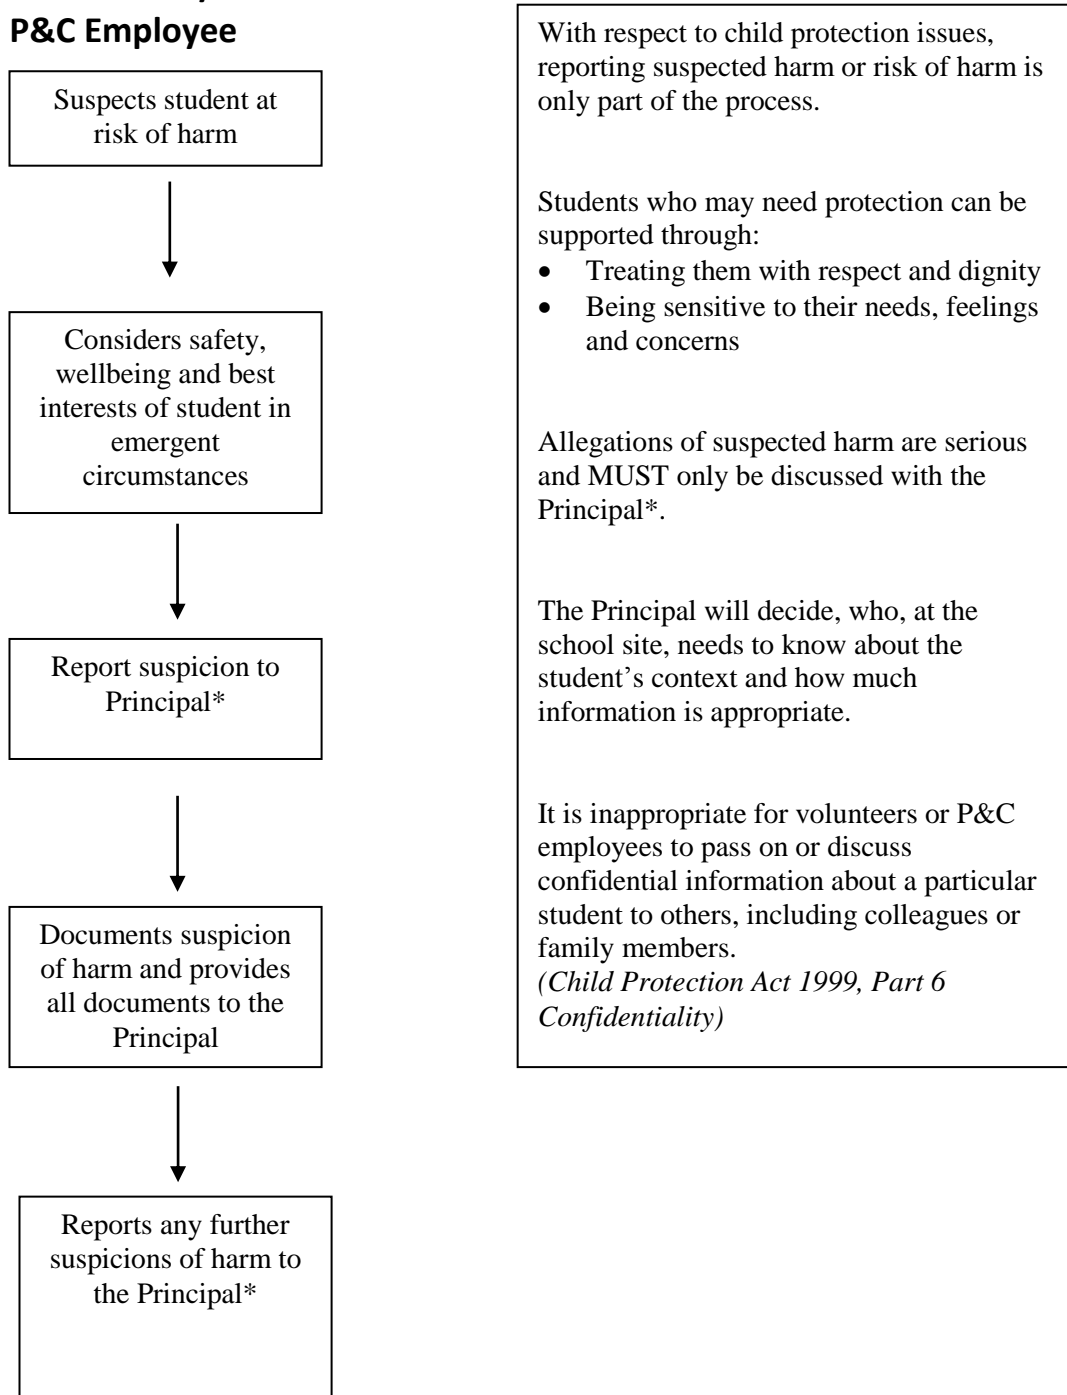 P&C Employee
Suspects student at
risk of harm
Considers safety,
wellbeing and best
interests of student in
emergent
circumstances
Report suspicion to
Principal*
Documents suspicion
of harm and provides
all documents to the
Principal
Reports any further
suspicions of harm to
the Principal*
With respect to child protection issues,
reporting suspected harm or risk of harm is
only part of the process.
Students who may need protection can be
supported through:
• Treating them with respect and dignity
• Being sensitive to their needs, feelings
and concerns
Allegations of suspected harm are serious
and MUST only be discussed with the
Principal*.
The Principal will decide, who, at the
school site, needs to know about the
student’s context and how much
information is appropriate.
It is inappropriate for volunteers or P&C
employees to pass on or discuss
confidential information about a particular
student to others, including colleagues or
family members.
(Child Protection Act 1999, Part 6
Confidentiality)